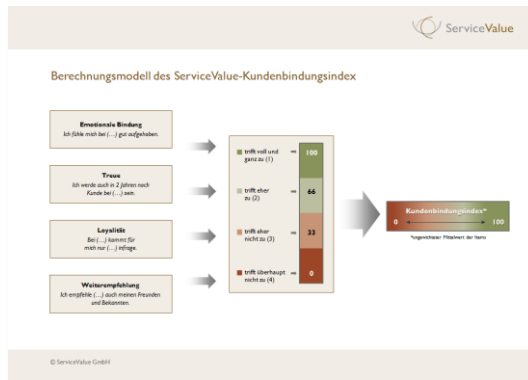 ServiceValue
Berechnungsmodell des ServiceValue-Kundenbindungsindex
Emotionale Bindung
Ich fühle mich bei (...) gut aufgehoben.
Treue
Ich werde auch in 2 Jahren noch
Kunde bei (...) sein.
Loyalität
Bei (...) kommt für
mich nur (...) infrage.
Weiterempfehlung
Ich empfehle (...) auch meinen Freunden
und Bekannten.
trifft voll und
ganz zu (1) = 100
trifft eher
zu (2) = 66
trifft eher
nicht zu (3) = 33
trifft überhaupt
nicht zu (4) = 0
Kundenbindungsindex*
0 100
*ungewichteter Mittelwert der Items
© ServiceValue GmbH